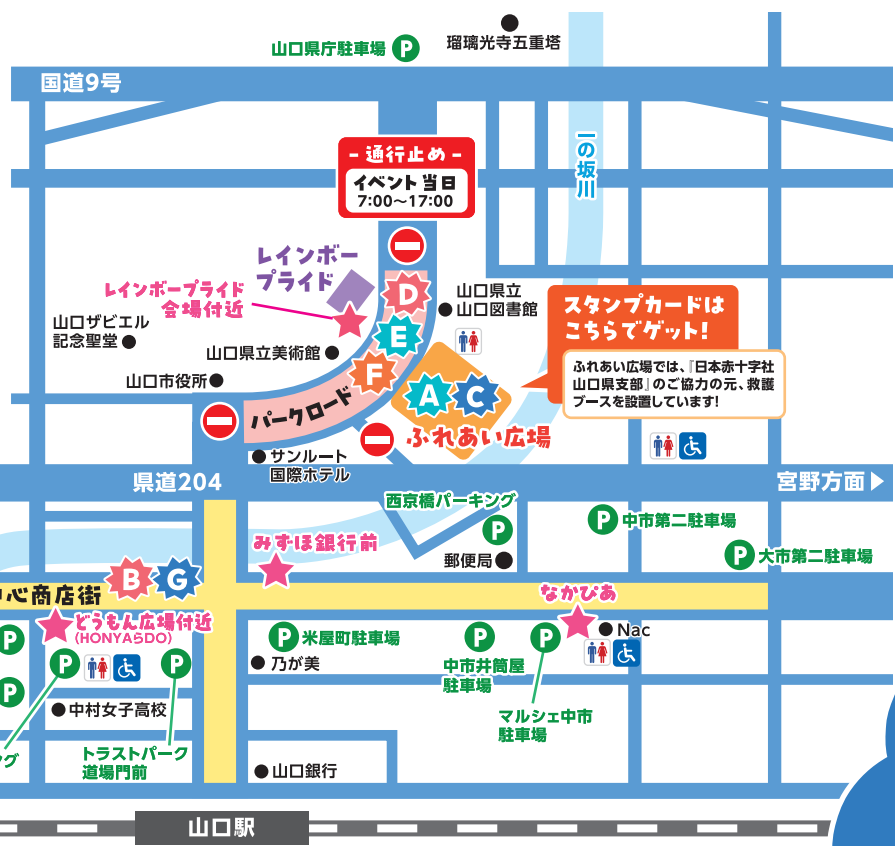 瑠璃光寺五重塔
山口県庁駐車場 P
国道9号
一の坂川
- 通行止め -
イベント当日
7:00〜17:00
レインボー
プライド
レインボープライド
会場付近
D
E
F
山口県立
山口図書館
スタンプカードは
こちらでゲット!
ふれあい広場では、『日本赤十字社
山口県支部』のご協力の元、救護
ブースを設置しています!
山口ザビエル
記念聖堂
山口県立美術館
山口市役所
パークロード
A C
ふれあい広場
サンルート
国際ホテル
県道204
宮野方面
西京橋パーキング
P
P 中市第二駐車場
P 大市第二駐車場
みずほ銀行前
郵便局
B G
心商店街
なかぴあ
どうもん広場付近
(HONYAらDO)
P
P 米屋町駐車場
P
P
Nac
P
P
乃が美
中市井筒屋
駐車場
P
中村女子高校
マルシェ中市
駐車場
トラストパーク
道場門前
グ
山口銀行
山口駅